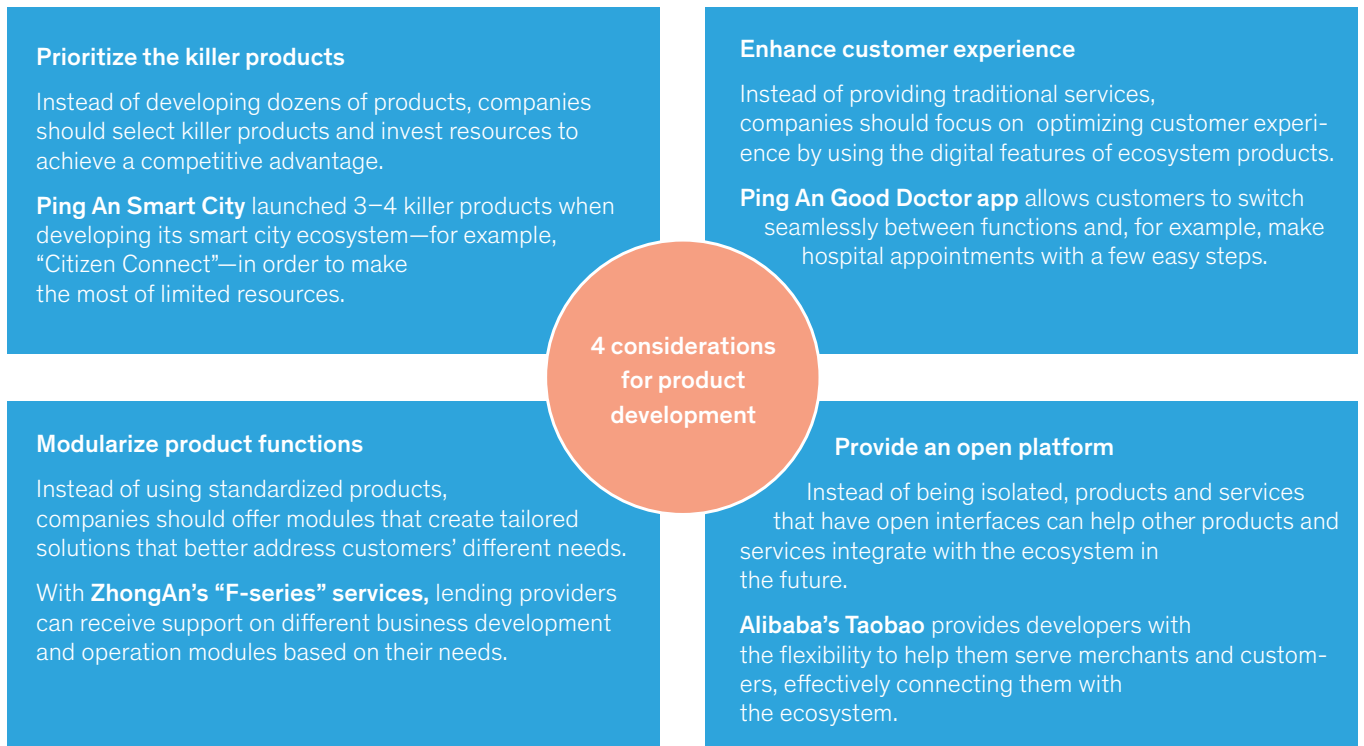 Prioritize the killer products
Instead of developing dozens of products, companies
should select killer products and invest resources to
achieve a competitive advantage.
Ping An Smart City launched 3–4 killer products when
developing its smart city ecosystem—for example,
“Citizen Connect”—in order to make
the most of limited resources.
Enhance customer experience
Instead of providing traditional services,
companies should focus on optimizing customer experi-
ence by using the digital features of ecosystem products.
Ping An Good Doctor app allows customers to switch
seamlessly between functions and, for example, make
hospital appointments with a few easy steps.
4 considerations
for product
development
Modularize product functions
Instead of using standardized products,
companies should offer modules that create tailored
solutions that better address customers’ different needs.
With ZhongAn’s “F-series” services, lending providers
can receive support on different business development
and operation modules based on their needs.
Provide an open platform
Instead of being isolated, products and services
that have open interfaces can help other products and
services integrate with the ecosystem in
the future.
Alibaba’s Taobao provides developers with
the flexibility to help them serve merchants and custom-
ers, effectively connecting them with
the ecosystem.